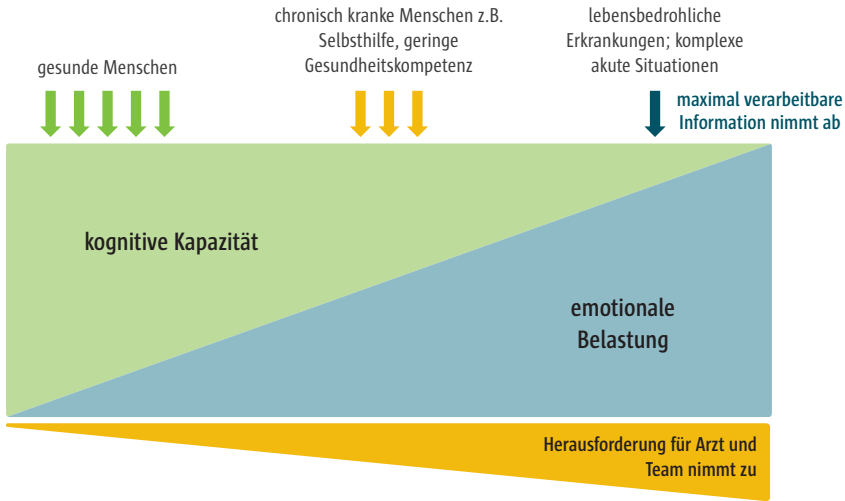 gesunde Menschen
chronisch kranke Menschen z.B.
Selbsthilfe, geringe
Gesundheitskompetenz
lebensbedrohliche
Erkrankungen; komplexe
akute Situationen
maximal verarbeitbare
Information nimmt ab
kognitive Kapazität
emotionale
Belastung
Herausforderung für Arzt und
Team nimmt zu